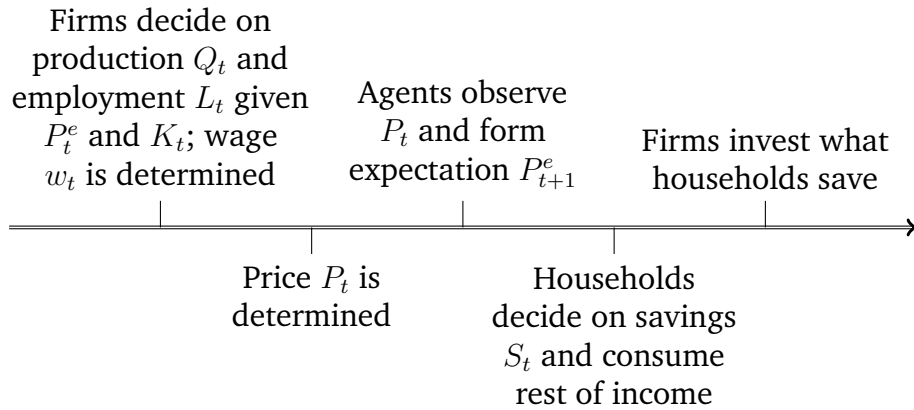 Firms decide on
production Q_t and
employment L_t given
P_t^e and K_t; wage
w_t is determined
Price P_t is
determined
Agents observe
P_t and form
expectation P_{t+1}^e
Households
decide on savings
S_t and consume
rest of income
Firms invest what
households save